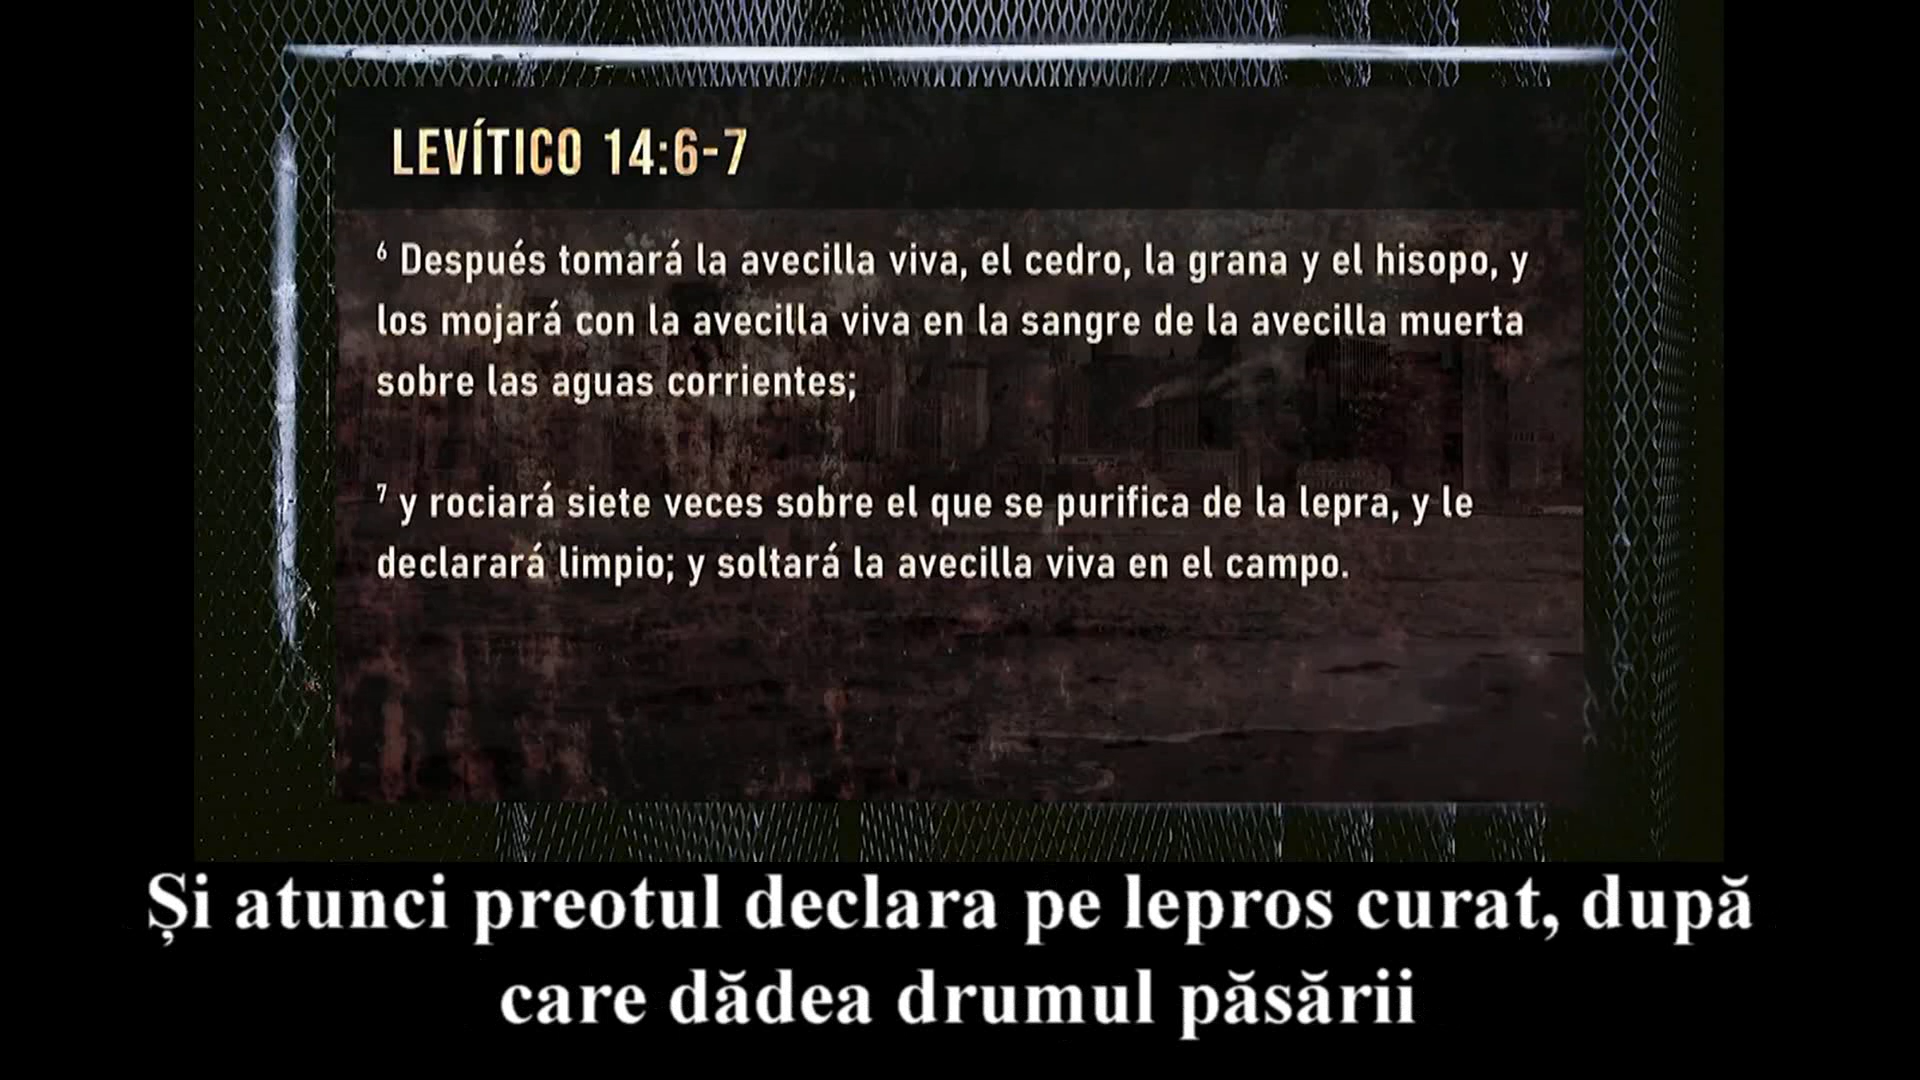 LEVÍTICO 14:6-7
⁶ Después tomará la avecilla viva, el cedro, la grana y el hisopo, y
los mojará con la avecilla viva en la sangre de la avecilla muerta
sobre las aguas corrientes;
⁷ y rociará siete veces sobre el que se purifica de la lepra, y le
declarará limpio; y soltará la avecilla viva en el campo.
Și atunci preotul declara pe lepros curat, după
care dădea drumul păsării